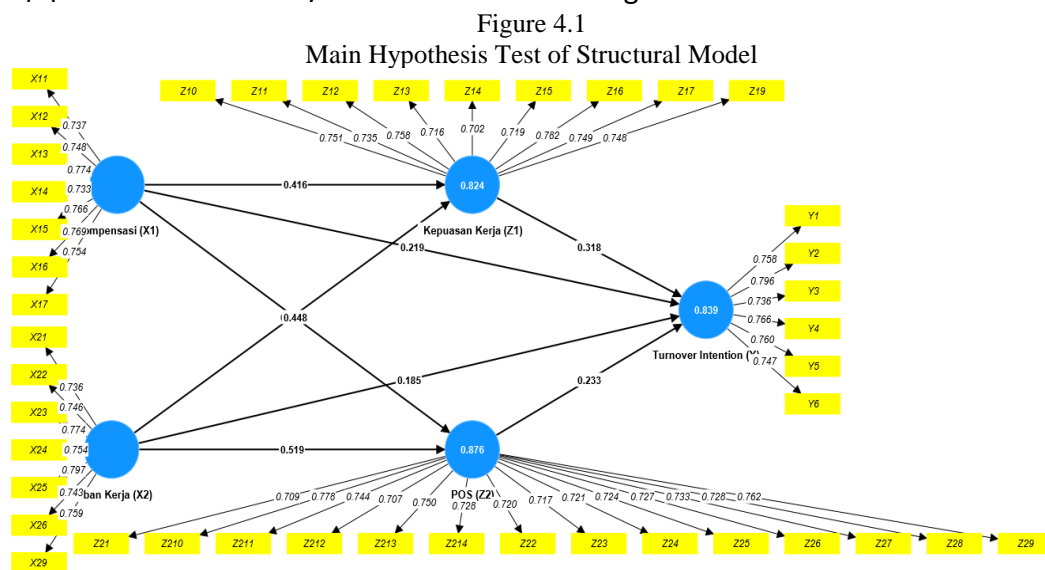 Figure 4.1
Main Hypothesis Test of Structural Model
X11
X12
X13
X14
X15
X16
X17
0.737
0.748
0.774
0.733
0.766
0.769
0.754
ompensasi (X1)
Z10 Z11 Z12 Z13 Z14 Z15 Z16 Z17 Z19
0.751 0.735 0.758 0.716 0.702 0.719 0.782 0.749 0.748
0.824
Kepuasan Kerja (Z1)
0.416
0.219
0.318
0.448
0.185
0.233
0.519
0.839
Turnover Intention (Y)
Y1
Y2
Y3
Y4
Y5
Y6
0.758
0.796
0.736
0.766
0.760
0.747
X21
X22
X23
X24
X25
X26
X29
0.736
0.746
0.774
0.754
0.797
0.743
0.759
ban Kerja (X2)
0.876
POS (Z2)
0.709 0.778 0.744 0.707 0.750 0.728 0.720 0.717 0.721 0.724 0.727 0.733 0.728 0.762
Z21 Z210 Z211 Z212 Z213 Z214 Z22 Z23 Z24 Z25 Z26 Z27 Z28 Z29